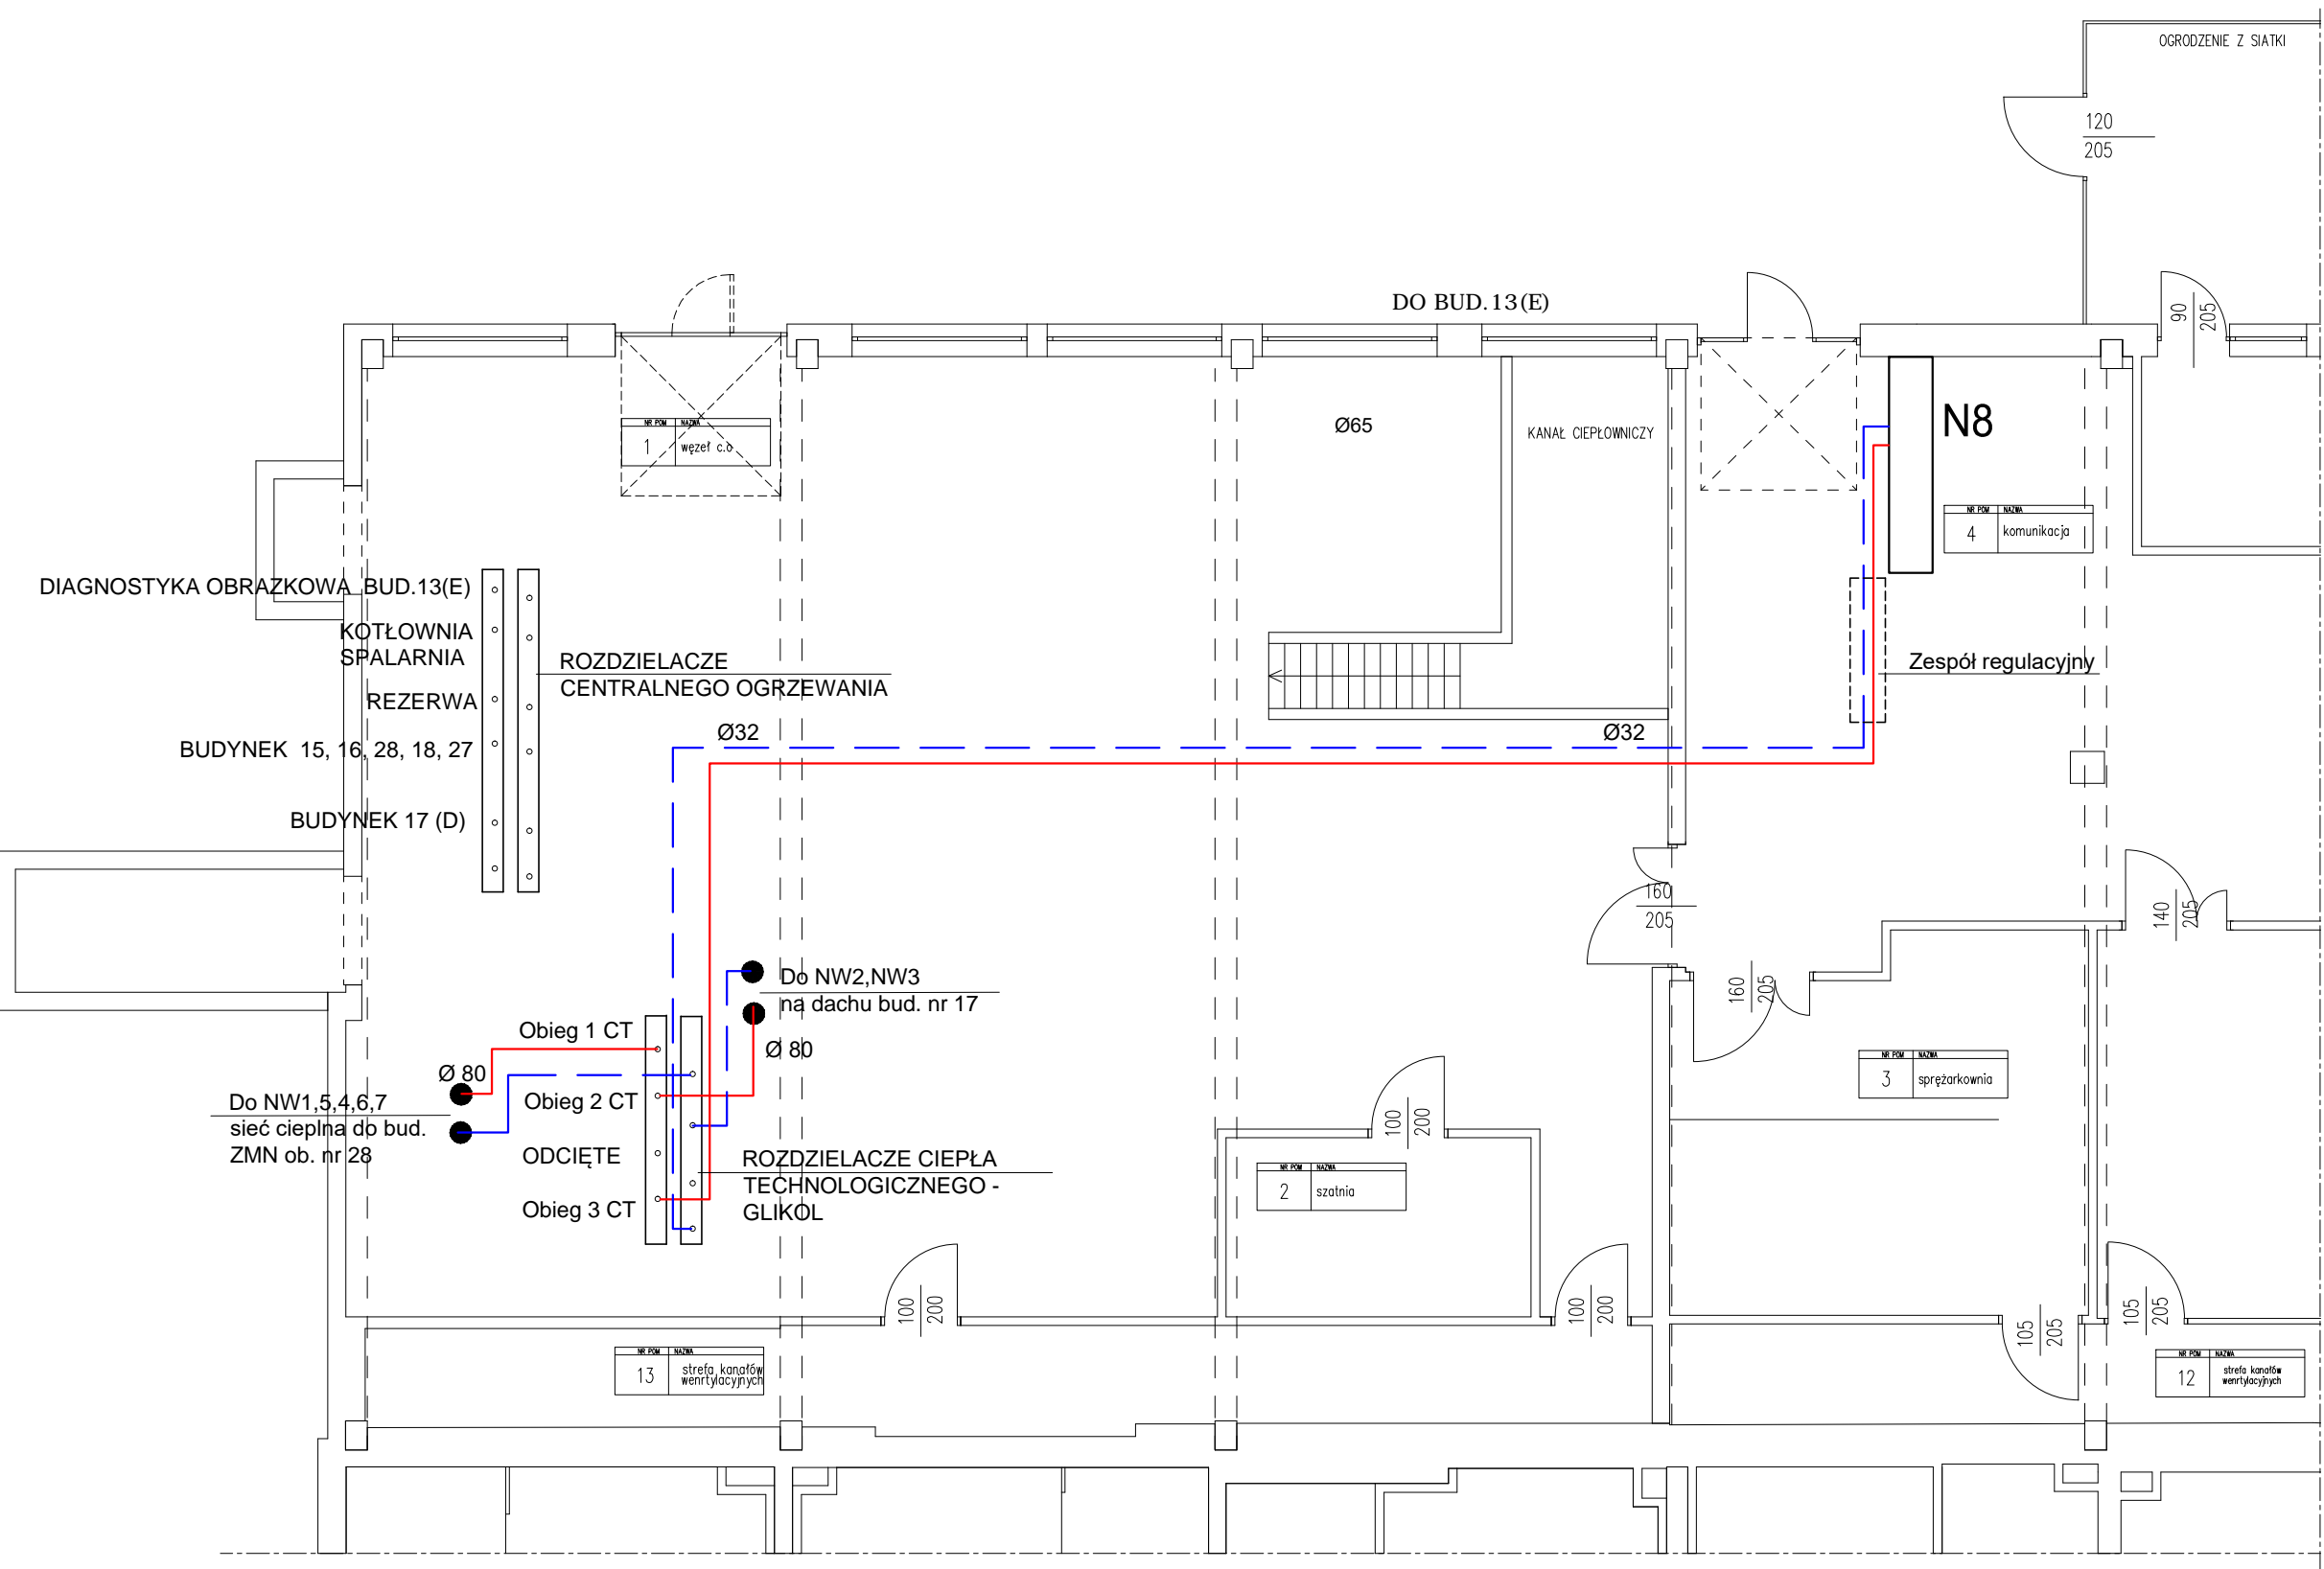 OGRODZENIE Z SIATKI
120
205
DO BUD.13(E)
90
205
Ø65
KANAŁ CIEPŁOWNICZY
N8
NR POM NAZWA
1 węzeł c.o
NR POM NAZWA
4 komunikacja
DIAGNOSTYKA OBRAZKOWA BUD.13(E)
KOTŁOWNIA
SPALARNIA
REZERWA
BUDYNEK 15, 16, 28, 18, 27
BUDYNEK 17 (D)
ROZDZIELACZE
CENTRALNEGO OGRZEWANIA
Zespół regulacyjny
Ø32
Ø32
160
205
140
205
160
205
Do NW2,NW3
na dachu bud. nr 17
Ø 80
Obieg 1 CT
Ø 80
Obieg 2 CT
Do NW1,5,4,6,7
sieć cieplna do bud.
ZMN ob. nr 28
ODCIĘTE
Obieg 3 CT
ROZDZIELACZE CIEPŁA
TECHNOLOGICZNEGO -
GLIKOL
NR POM NAZWA
3 sprężarkownia
100
200
NR POM NAZWA
2 szatnia
100
200
100
200
105
205
105
205
NR POM NAZWA
13 strefa kanałów
wenrtylacyjnych
NR POM NAZWA
12 strefa kanałów
wenrtylacyjnych